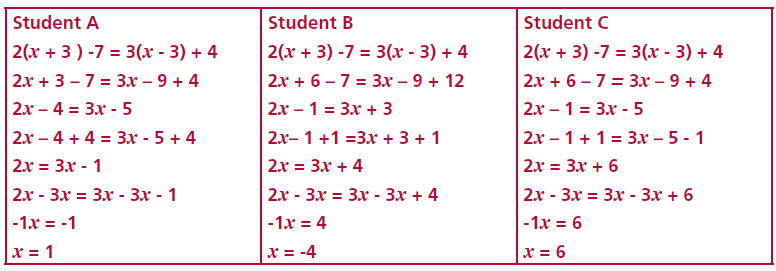 Student A
2(x + 3 ) -7 = 3(x - 3) + 4
2x + 3 – 7 = 3x – 9 + 4
2x – 4 = 3x - 5
2x – 4 + 4 = 3x - 5 + 4
2x = 3x - 1
2x - 3x = 3x - 3x - 1
-1x = -1
x = 1
Student B
2(x + 3) -7 = 3(x - 3) + 4
2x + 6 – 7 = 3x – 9 + 12
2x – 1 = 3x + 3
2x– 1 +1 =3x + 3 + 1
2x = 3x + 4
2x - 3x = 3x - 3x + 4
-1x = 4
x = -4
Student C
2(x + 3) -7 = 3(x - 3) + 4
2x + 6 – 7 = 3x – 9 + 4
2x – 1 = 3x - 5
2x – 1 + 1 = 3x – 5 - 1
2x = 3x + 6
2x - 3x = 3x - 3x + 6
-1x = 6
x = 6